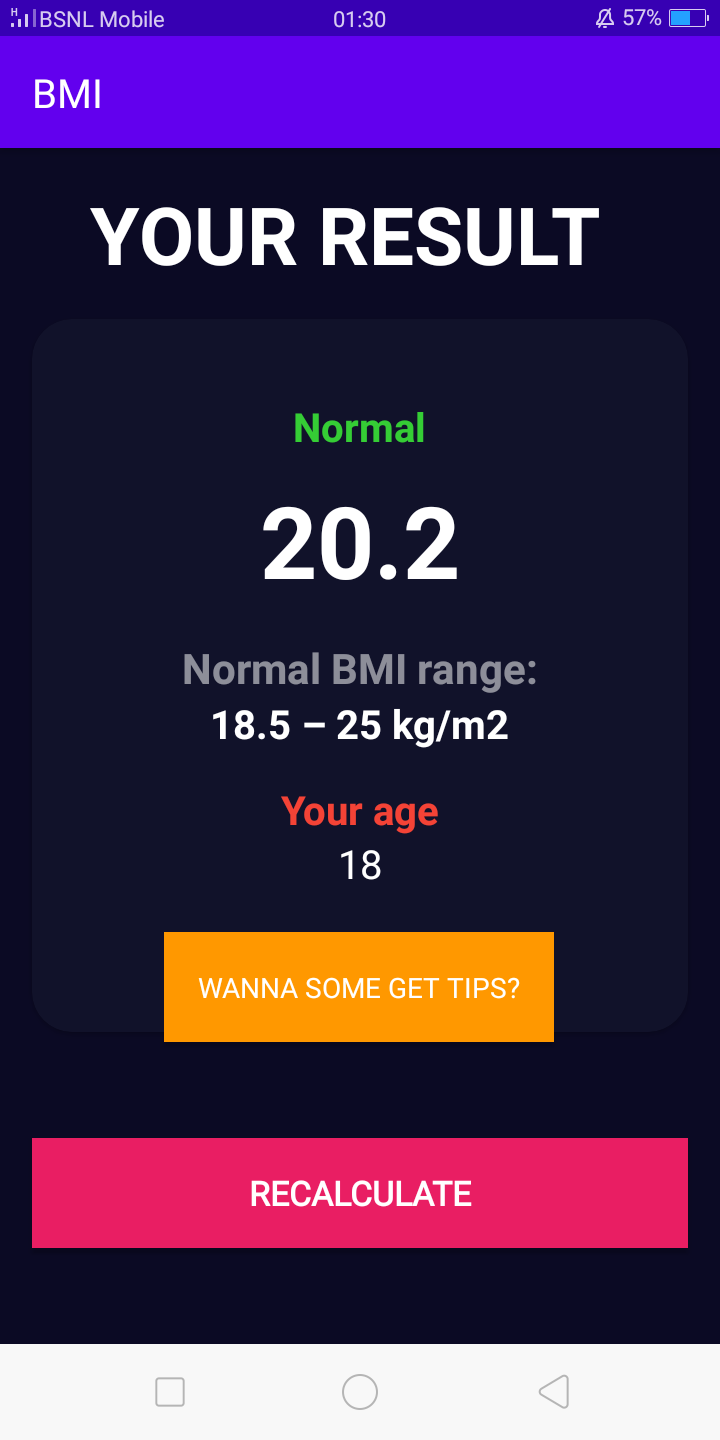 H BSNL Mobile 01:30 57%
BMI
YOUR RESULT
Normal
20.2
Normal BMI range:
18.5 – 25 kg/m2
Your age
18
WANNA SOME GET TIPS?
RECALCULATE